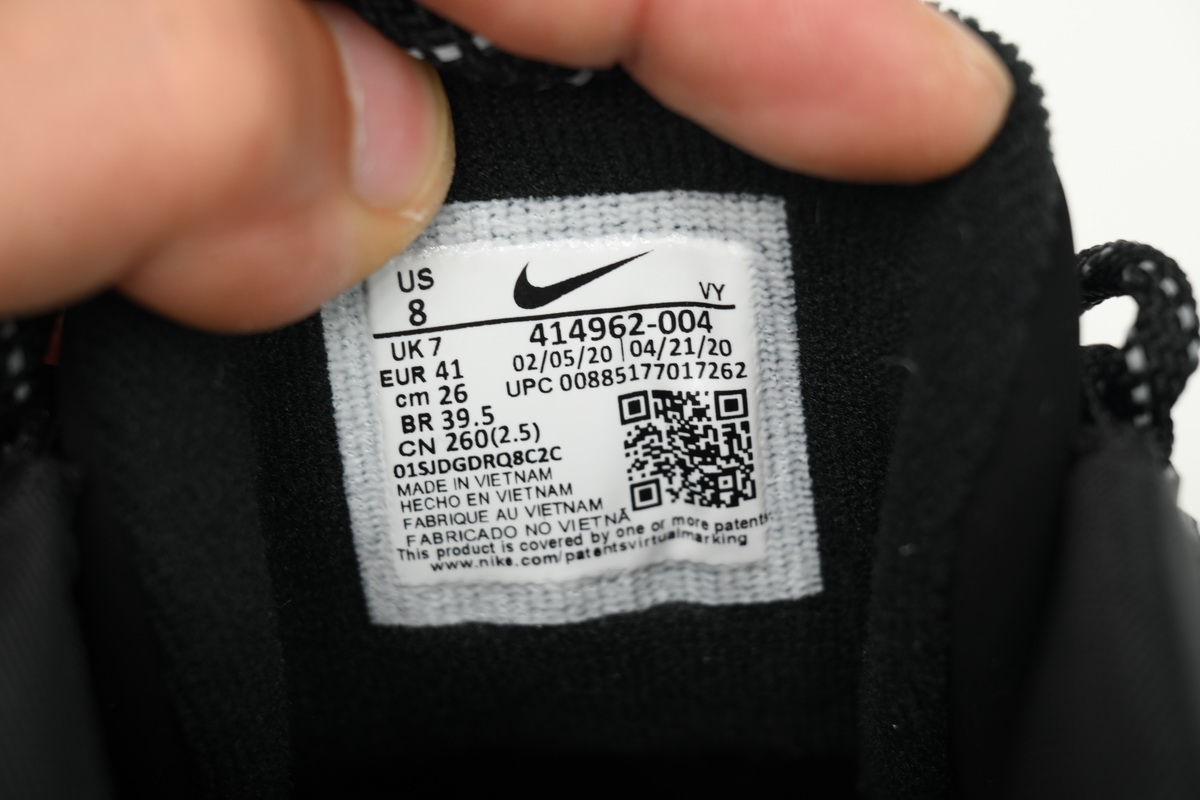 US
8
VY
414962-004
UK 7
02/05/20 | 04/21/20
EUR 41
UPC 00885177017262
cm 26
BR 39.5
CN 260(2.5)
01SJDGDRQ8C2C
MADE IN VIETNAM
HECHO EN VIETNAM
FABRIQUE AU VIETNAM
FABRICADO NO VIETNÃ
This product is covered by one or more patents:
www.nike.com/patentsvirtualmarking